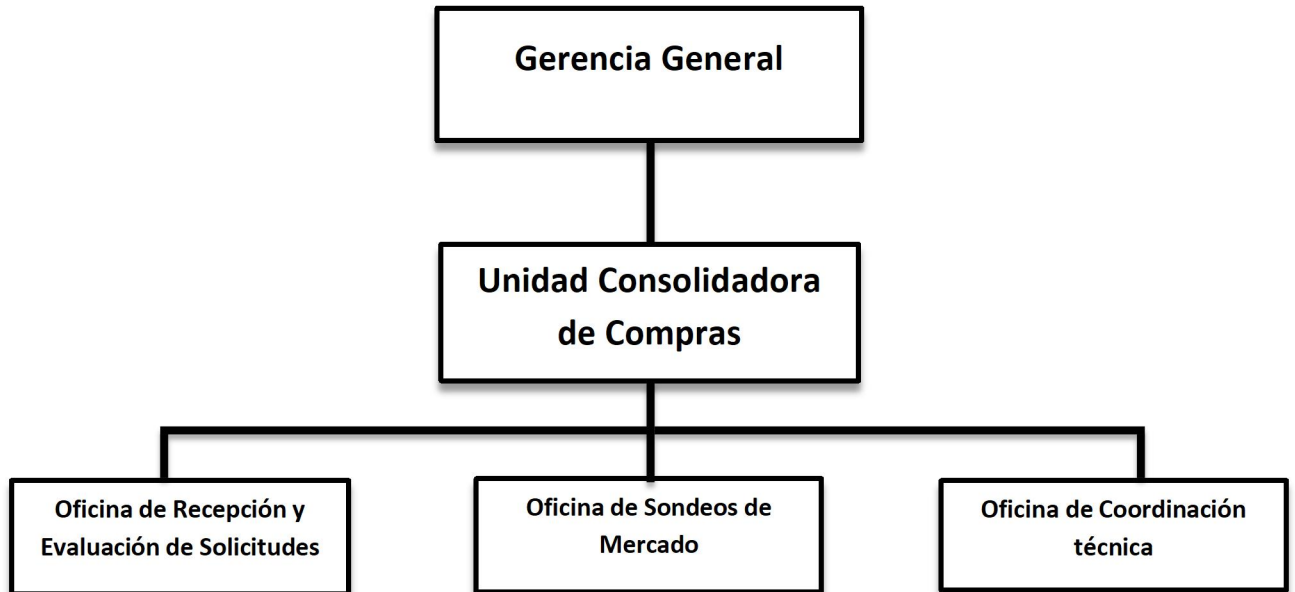 Gerencia General
Unidad Consolidadora
de Compras
Oficina de Recepción y
Evaluación de Solicitudes
Oficina de Sondeos de
Mercado
Oficina de Coordinación
técnica